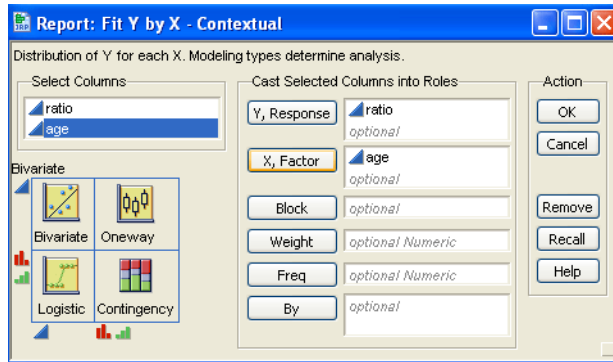 Report: Fit Y by X - Contextual
Distribution of Y for each X. Modeling types determine analysis.
Select Columns
ratio
age
Bivariate
Bivariate Oneway
Logistic Contingency
Cast Selected Columns into Roles
Y, Response
ratio
optional
X, Factor
age
optional
Block
optional
Weight
optional Numeric
Freq
optional Numeric
By
optional
Action
OK
Cancel
Remove
Recall
Help